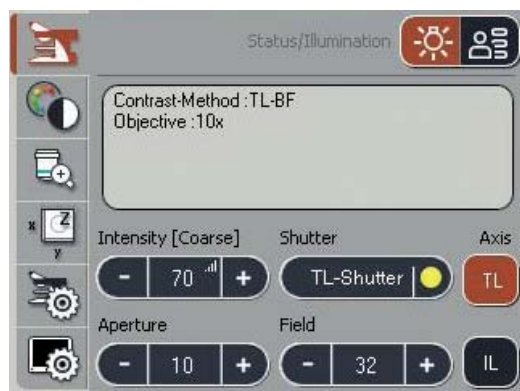 Status/Illumination
Contrast-Method :TL-BF
Objective :10x
Intensity [Coarse] Shutter Axis
- 70 + TL-Shutter TL
Aperture Field
- 10 + - 32 + IL
x Z
y